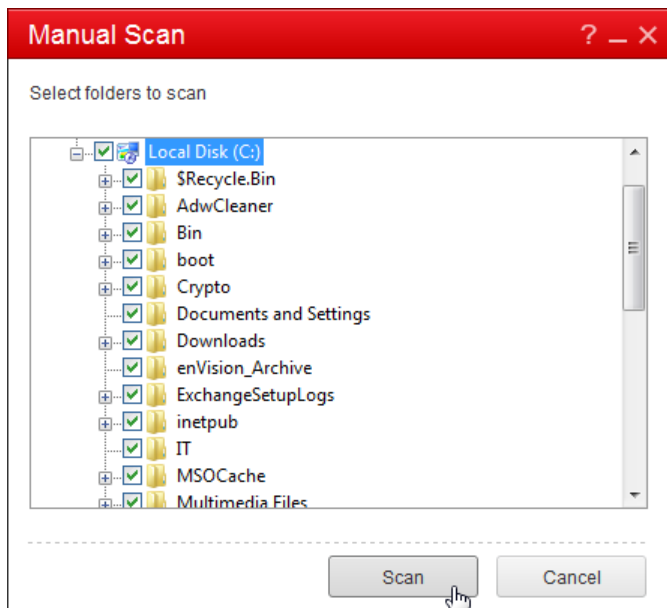 Manual Scan
?
Select folders to scan
Local Disk (C:)
$Recycle.Bin
AdwCleaner
Bin
boot
Crypto
Documents and Settings
Downloads
enVision_Archive
ExchangeSetupLogs
inetpub
IT
MSOCache
Multimedia Files
Scan Cancel